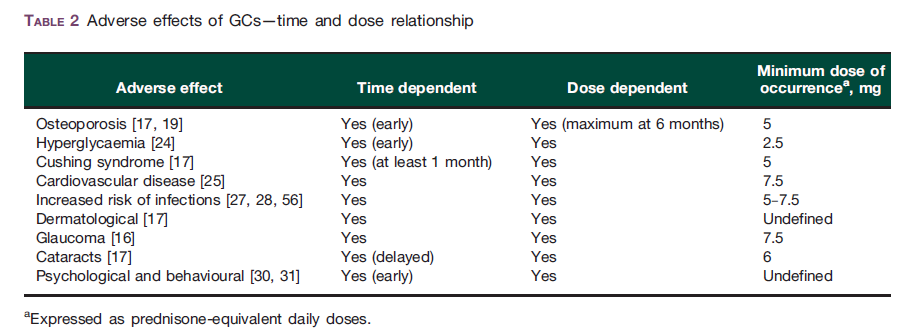 TABLE 2 Adverse effects of GCs—time and dose relationship
Adverse effect Time dependent Dose dependent Minimum dose of occurrenceᵃ, mg
Osteoporosis [17, 19] Yes (early) Yes (maximum at 6 months) 5
Hyperglycaemia [24] Yes (early) Yes 2.5
Cushing syndrome [17] Yes (at least 1 month) Yes 5
Cardiovascular disease [25] Yes Yes 7.5
Increased risk of infections [27, 28, 56] Yes Yes 5–7.5
Dermatological [17] Yes Yes Undefined
Glaucoma [16] Yes Yes 7.5
Cataracts [17] Yes (delayed) Yes 6
Psychological and behavioural [30, 31] Yes (early) Yes Undefined
ᵃExpressed as prednisone-equivalent daily doses.